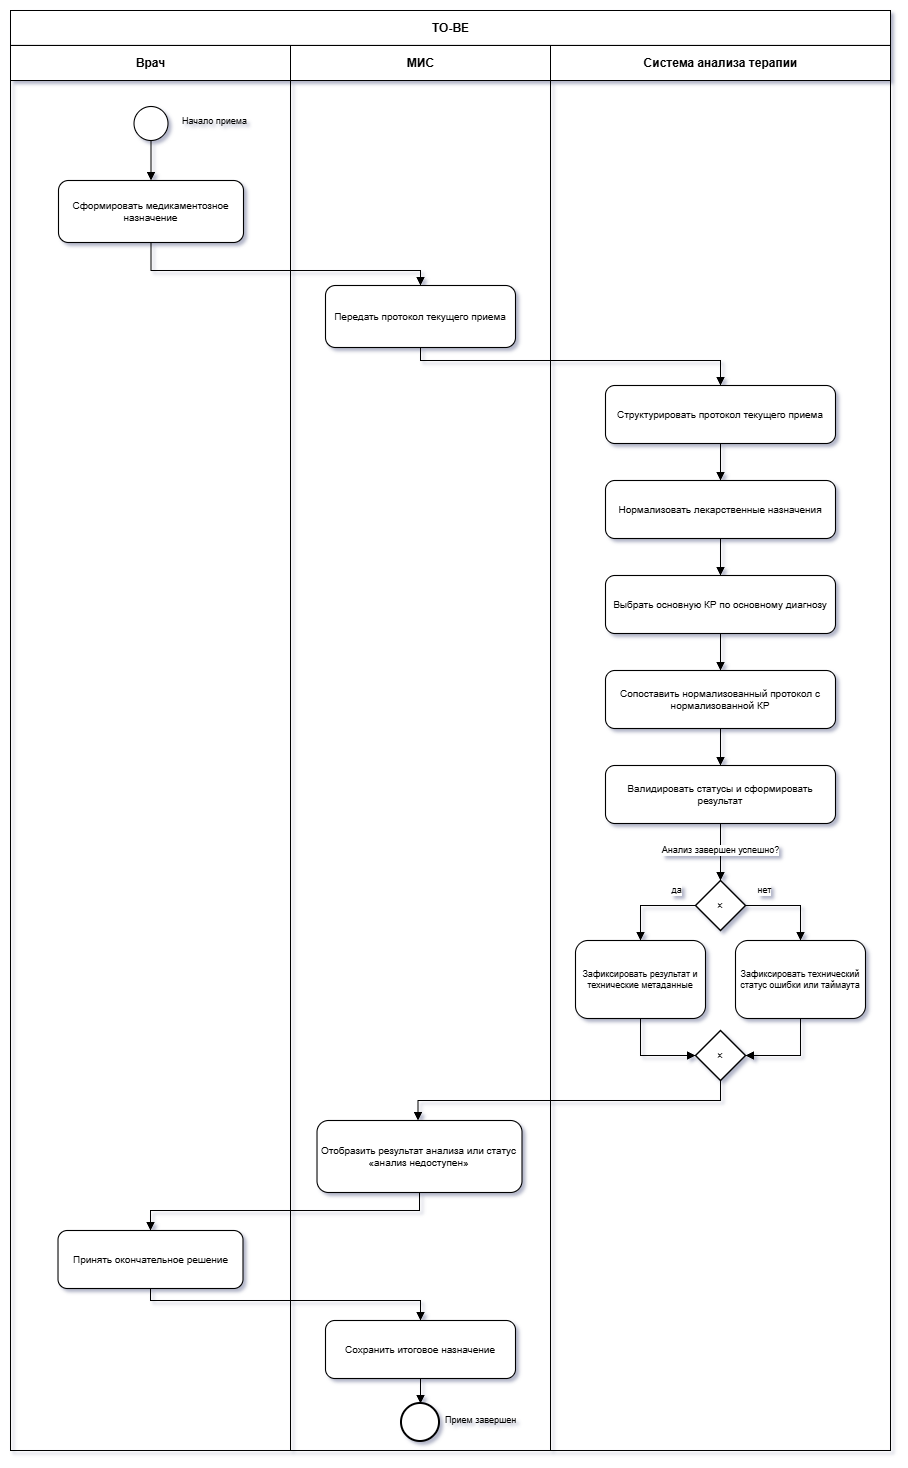 TO-BE
Врач
МИС
Система анализа терапии
Начало приема
Сформировать медикаментозное
назначение
Передать протокол текущего приема
Структурировать протокол текущего приема
Нормализовать лекарственные назначения
Выбрать основную КР по основному диагнозу
Сопоставить нормализованный протокол с
нормализованной КР
Валидировать статусы и сформировать
результат
Анализ завершен успешно?
да
нет
×
Зафиксировать результат и
технические метаданные
Зафиксировать технический
статус ошибки или таймаута
×
Отобразить результат анализа или статус
«анализ недоступен»
Принять окончательное решение
Сохранить итоговое назначение
Прием завершен